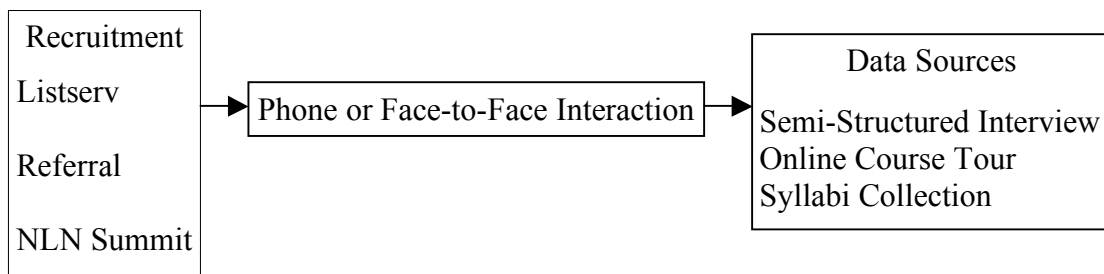 Recruitment
Listserv
Referral
NLN Summit
Phone or Face-to-Face Interaction
Data Sources
Semi-Structured Interview
Online Course Tour
Syllabi Collection